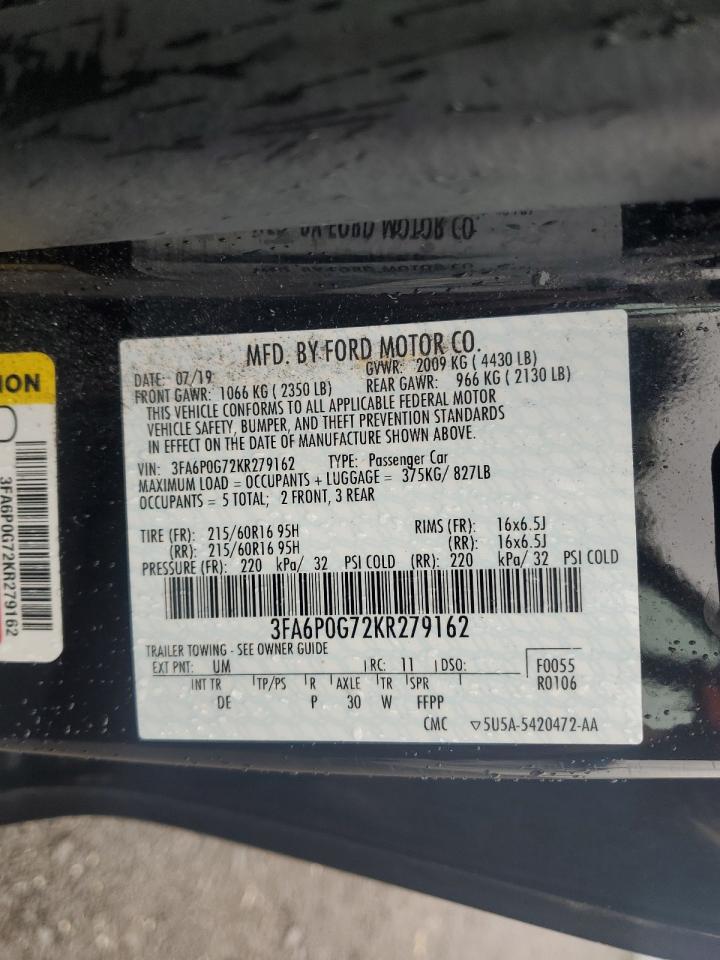 MFD. BY FORD MOTOR CO.
DATE: 07/19 GVWR: 2009 KG ( 4430 LB)
FRONT GAWR: 1066 KG ( 2350 LB) REAR GAWR: 966 KG ( 2130 LB)
THIS VEHICLE CONFORMS TO ALL APPLICABLE FEDERAL MOTOR
VEHICLE SAFETY, BUMPER, AND THEFT PREVENTION STANDARDS
IN EFFECT ON THE DATE OF MANUFACTURE SHOWN ABOVE.
VIN: 3FA6P0G72KR279162 TYPE: Passenger Car
MAXIMUM LOAD = OCCUPANTS + LUGGAGE = 375KG/ 827LB
OCCUPANTS = 5 TOTAL; 2 FRONT, 3 REAR
TIRE (FR): 215/60R16 95H RIMS (FR): 16x6.5J
(RR): 215/60R16 95H (RR): 16x6.5J
PRESSURE (FR): 220 kPa/ 32 PSI COLD (RR): 220 kPa/ 32 PSI COLD
3FA6P0G72KR279162
TRAILER TOWING - SEE OWNER GUIDE
EXT PNT: UM RC: 11 DSO: F0055
INT TR TP/PS R AXLE TR SPR R0106
DE P 30 W FFPP
CMC ▽5U5A-5420472-AA
ION
3FA6P0G72KR279162
BY FORD MOTOR CO